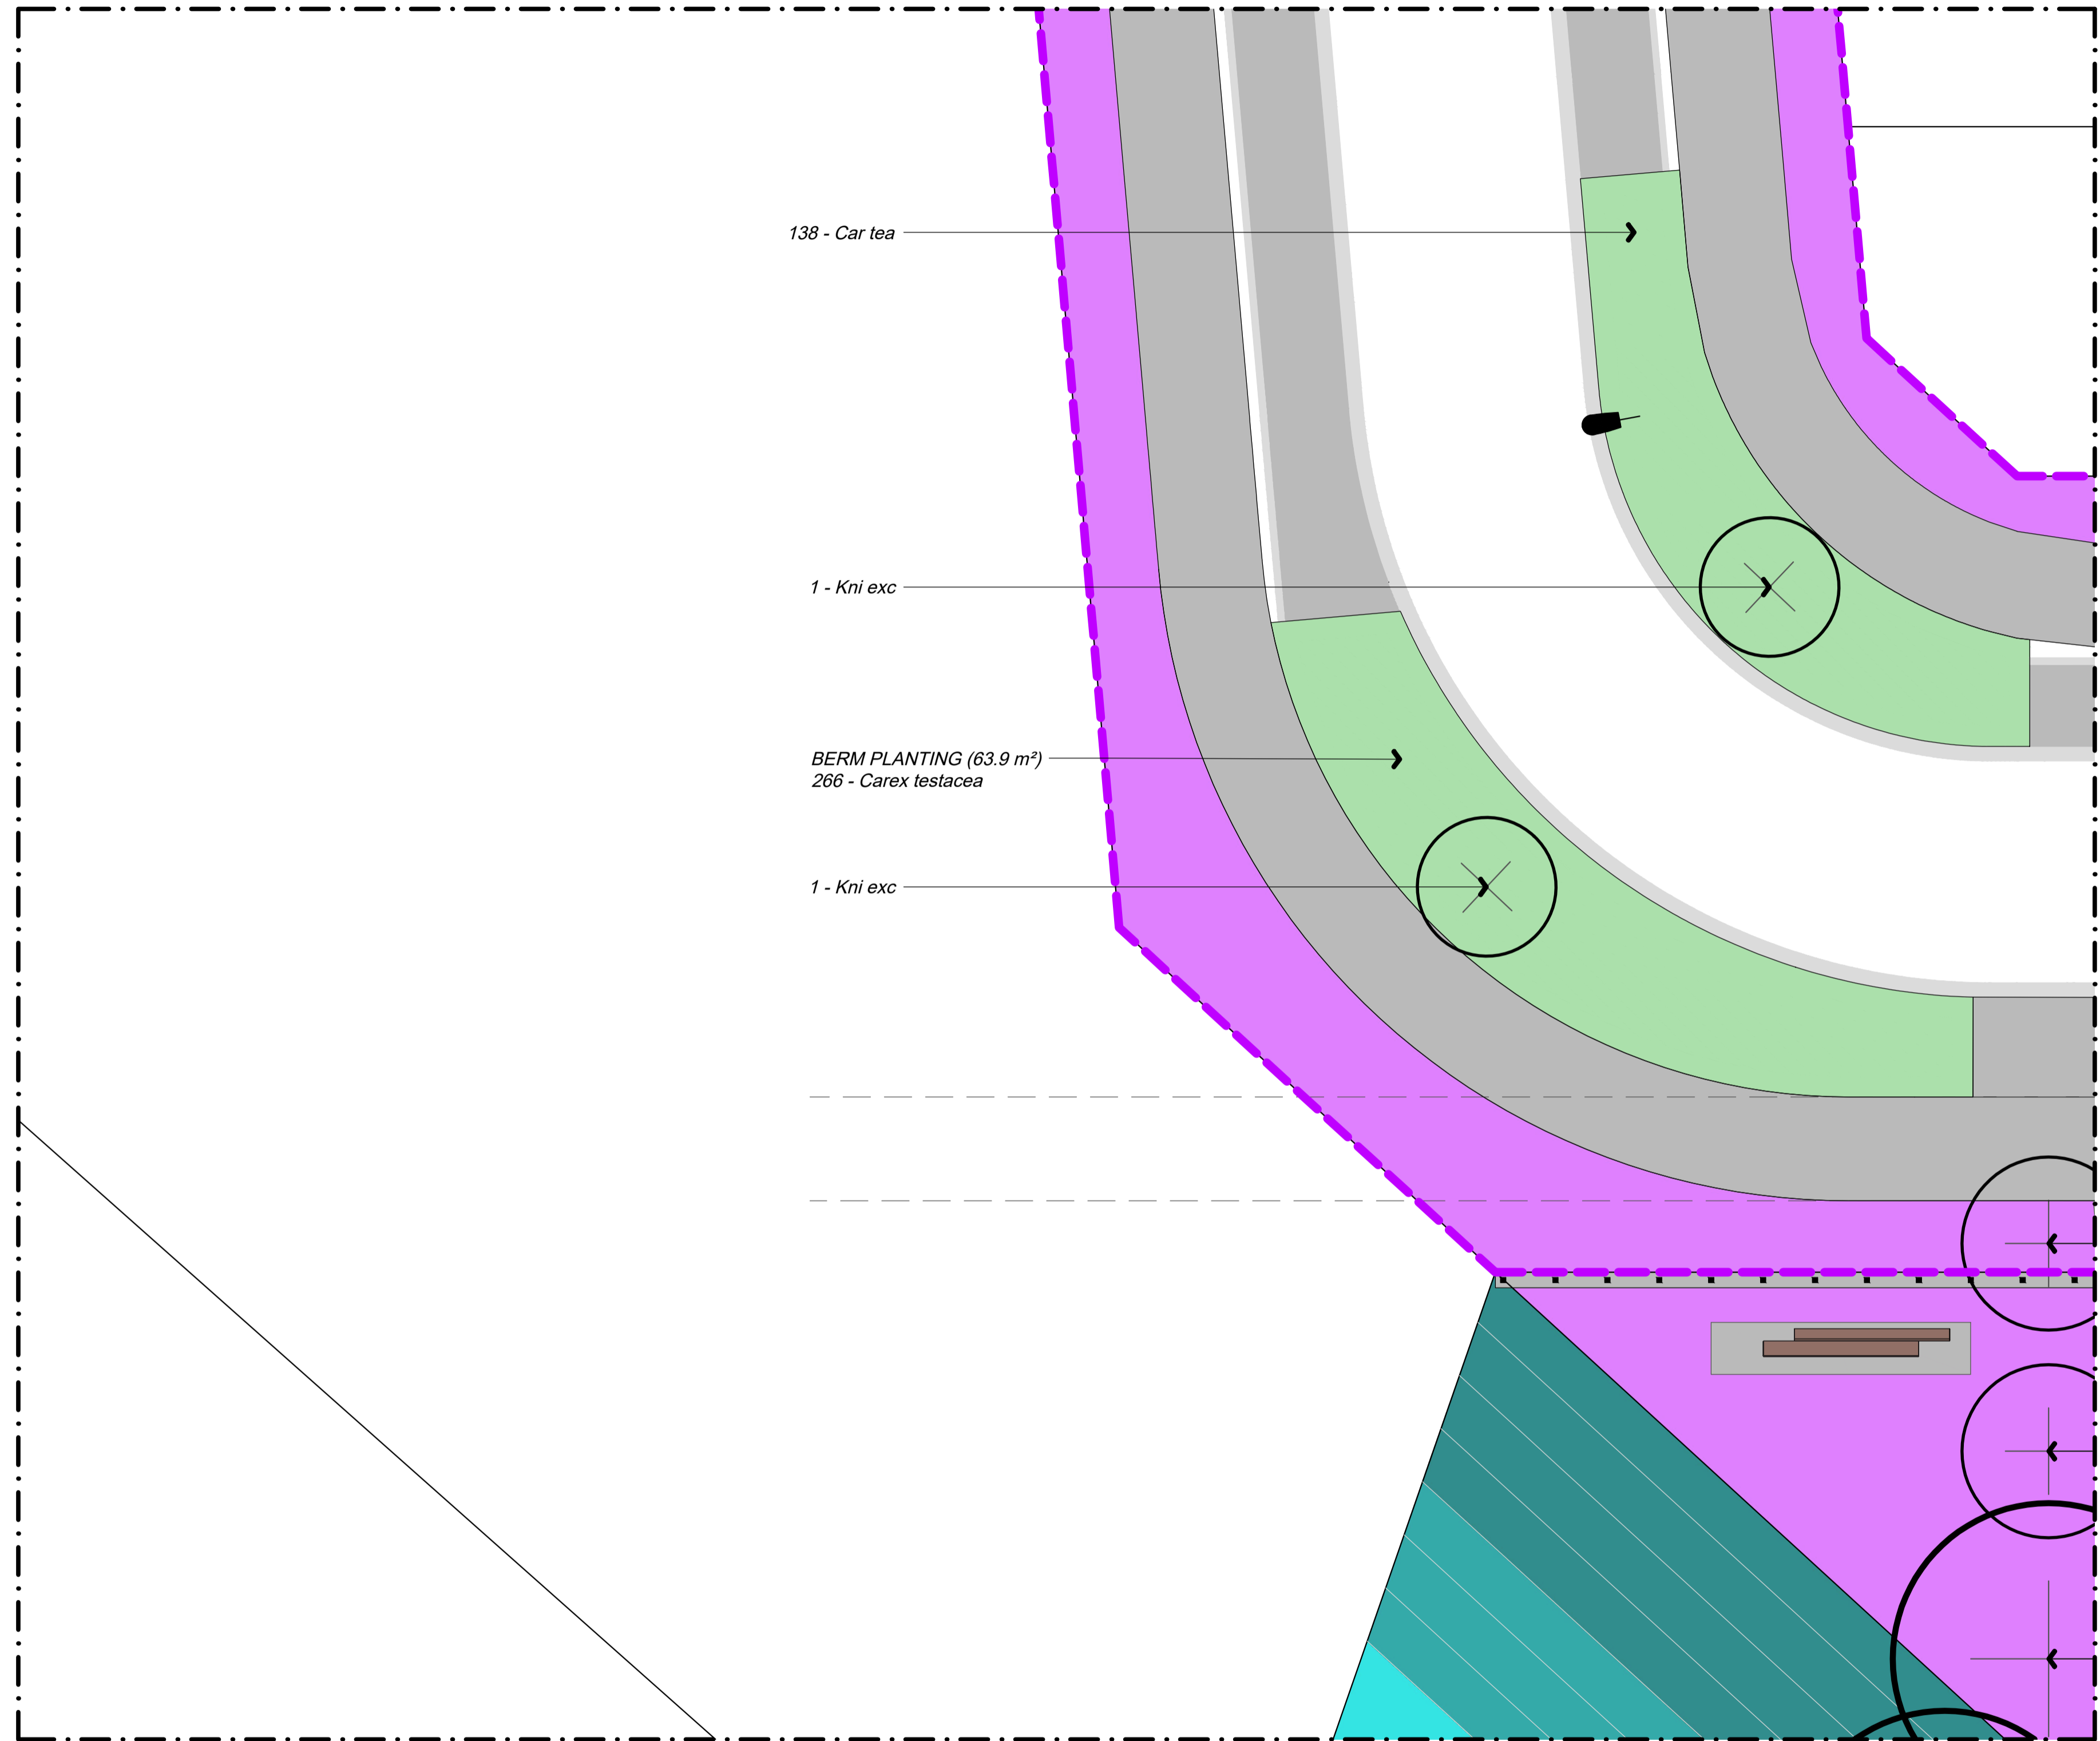 138 - Car tea
1 - Kni exc
BERM PLANTING (63.9 m²)
266 - Carex testacea
1 - Kni exc